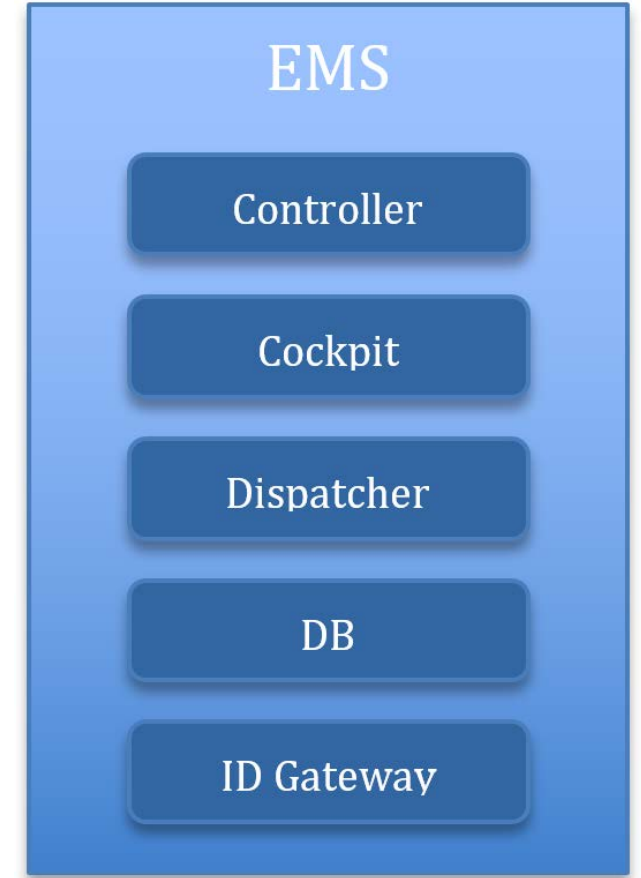 EMS
Controller
Cockpit
Dispatcher
DB
ID Gateway